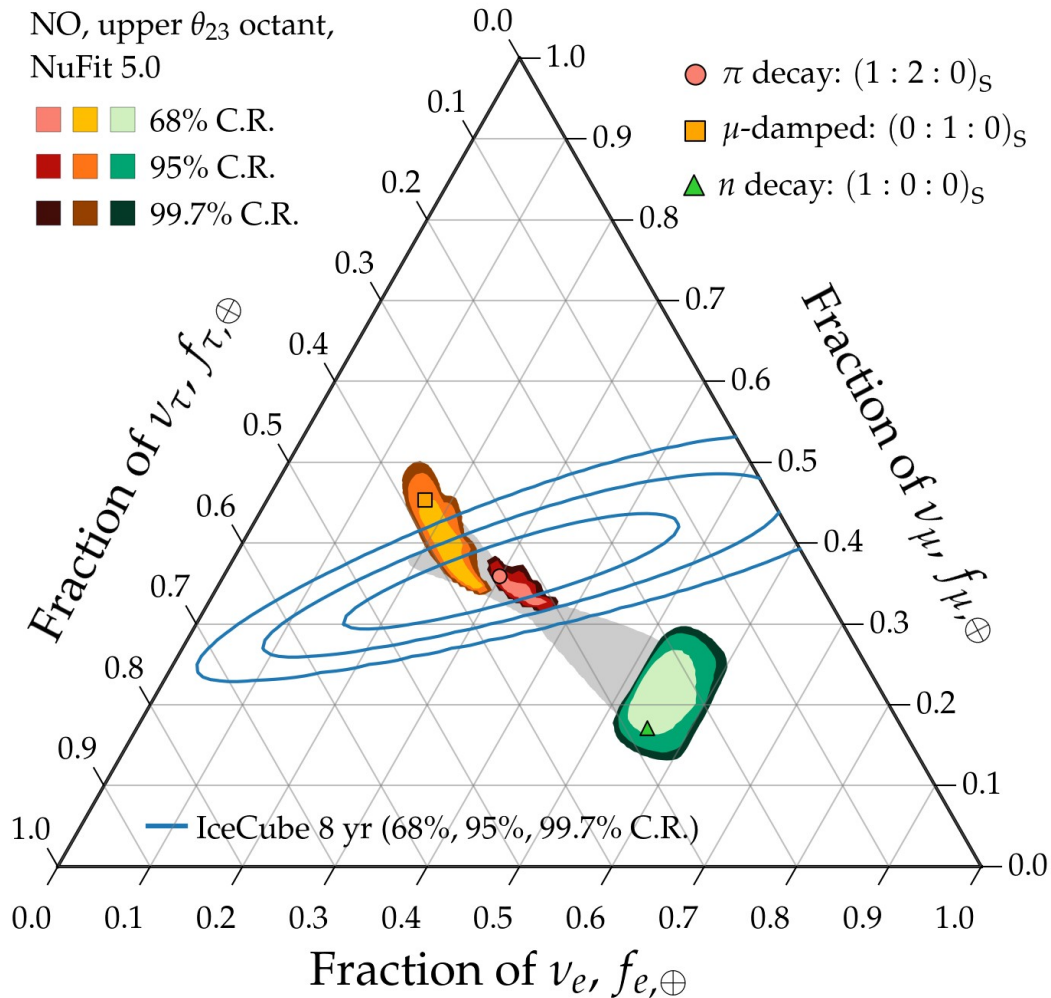 NO, upper θ₂₃ octant,
NuFit 5.0
68% C.R.
95% C.R.
99.7% C.R.
π decay: (1 : 2 : 0)S
μ-damped: (0 : 1 : 0)S
n decay: (1 : 0 : 0)S
Fraction of ντ, fτ,⊕
0.0
0.1
0.2
0.3
0.4
0.5
0.6
0.7
0.8
0.9
1.0
Fraction of νμ, fμ,⊕
1.0
0.9
0.8
0.7
0.6
0.5
0.4
0.3
0.2
0.1
0.0
IceCube 8 yr (68%, 95%, 99.7% C.R.)
0.0 0.1 0.2 0.3 0.4 0.5 0.6 0.7 0.8 0.9 1.0
Fraction of νe, fe,⊕